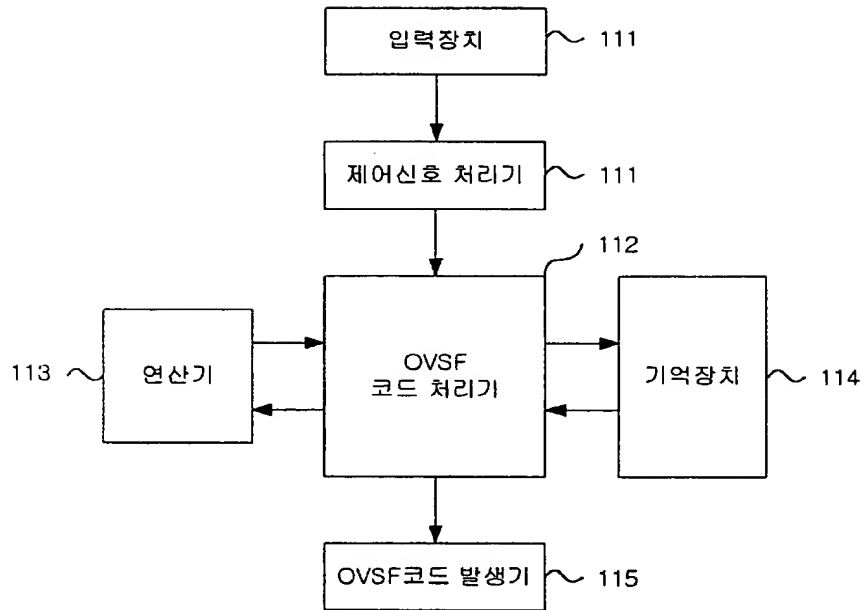 입력장치
111
제어신호 처리기
111
112
113
연산기
OVSF
코드 처리기
기억장치
114
OVSF코드 발생기
115